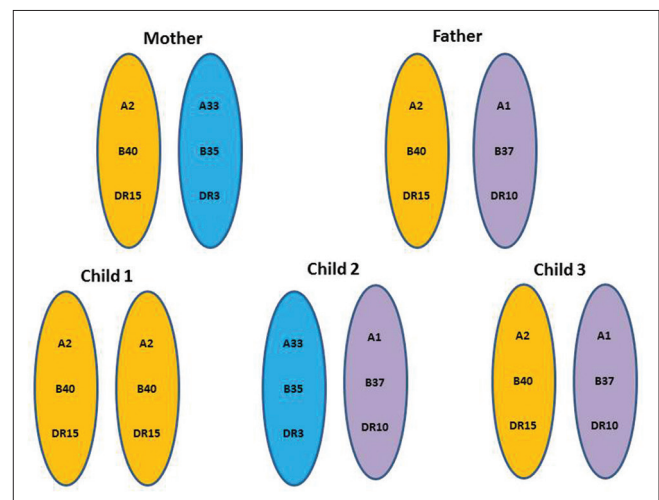 Mother
Father
A2
A33
A2
A1
B40
B35
B40
B37
DR15
DR3
DR15
DR10
Child 1
Child 2
Child 3
A2
A2
A33
A1
A2
A1
B40
B40
B35
B37
B40
B37
DR15
DR15
DR3
DR10
DR15
DR10